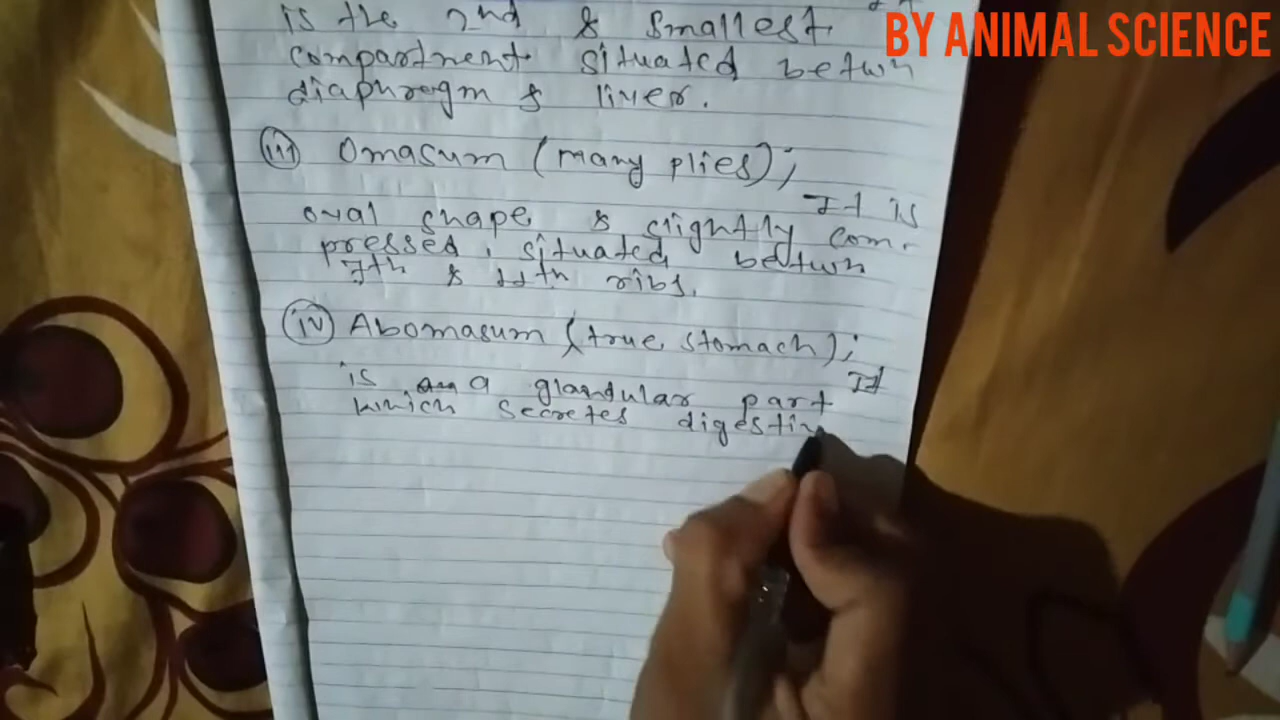 BY ANIMAL SCIENCE
is the 2nd & smallest
compartment situated betwn
diaphragm & liver.
(iii) Omasum (many plies);
It is
oval shape & slightly com-
pressed, situated betwn
7th & 11th ribs.
(iv) Abomasum (true stomach);
It
is a glandular part
which secretes digestiv